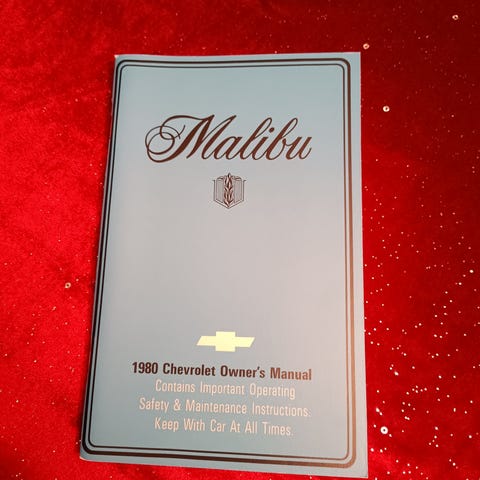 Malibu
1980 Chevrolet Owner's Manual
Contains Important Operating
Safety & Maintenance Instructions.
Keep With Car At All Times.